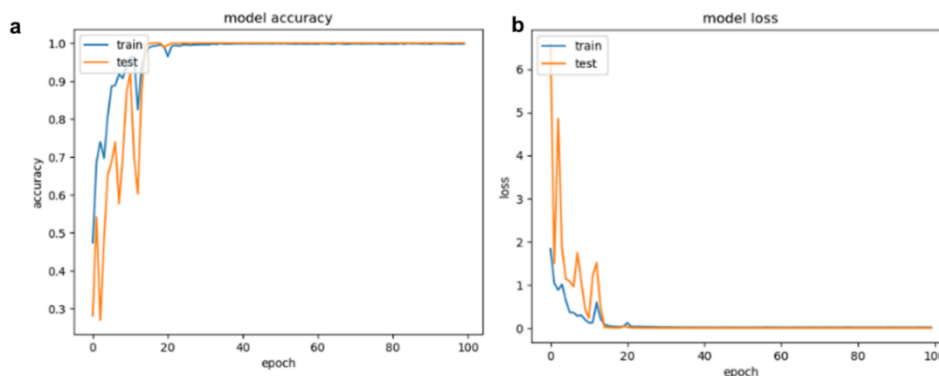 a
model accuracy
train
test
1.0
0.9
0.8
0.7
0.6
0.5
0.4
0.3
accuracy
0 20 40 60 80 100
epoch
b
model loss
train
test
6
5
4
3
2
1
0
loss
0 20 40 60 80 100
epoch